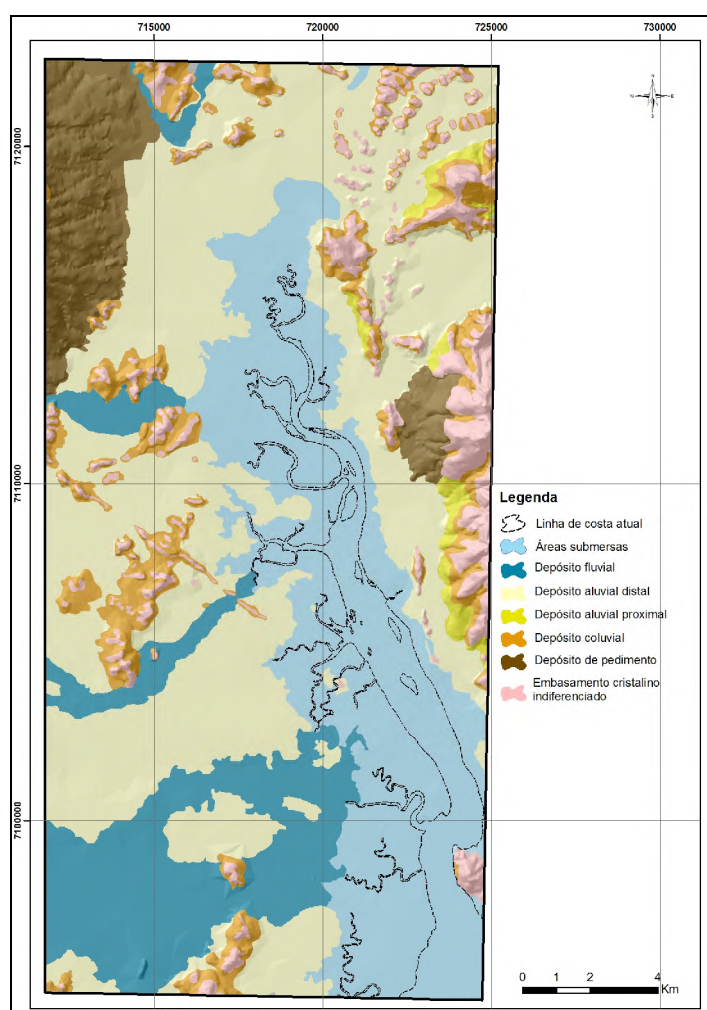 715000 720000 725000 730000
7120000
7110000
7100000
N
Legenda
Linha de costa atual
Áreas submersas
Depósito fluvial
Depósito aluvial distal
Depósito aluvial proximal
Depósito coluvial
Depósito de pedimento
Embasamento cristalino
indiferenciado
0 1 2 4
Km